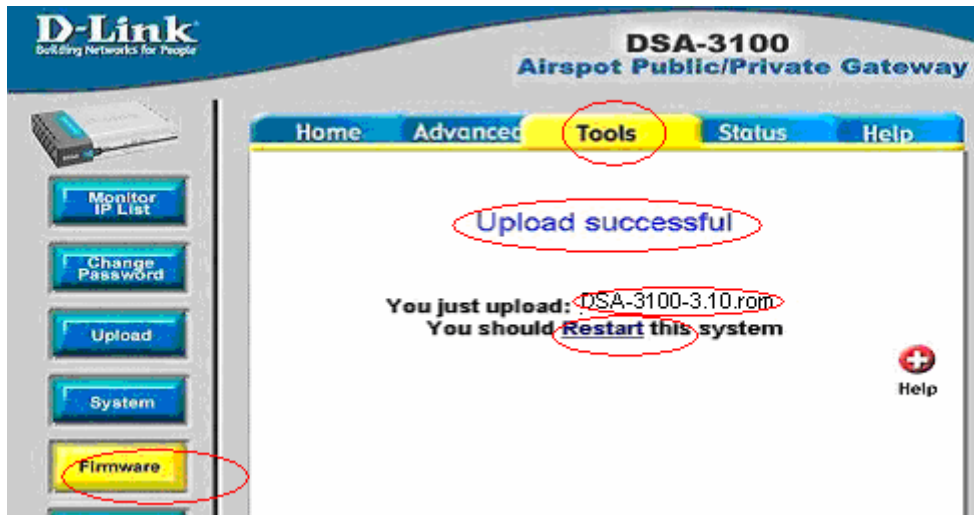 D-Link
Building Networks for People
DSA-3100
Airspot Public/Private Gateway
Home Advanced Tools Status Help
Monitor
IP List
Change
Password
Upload
System
Firmware
Upload successful
You just upload: DSA-3100-3.10.rom
You should Restart this system
Help